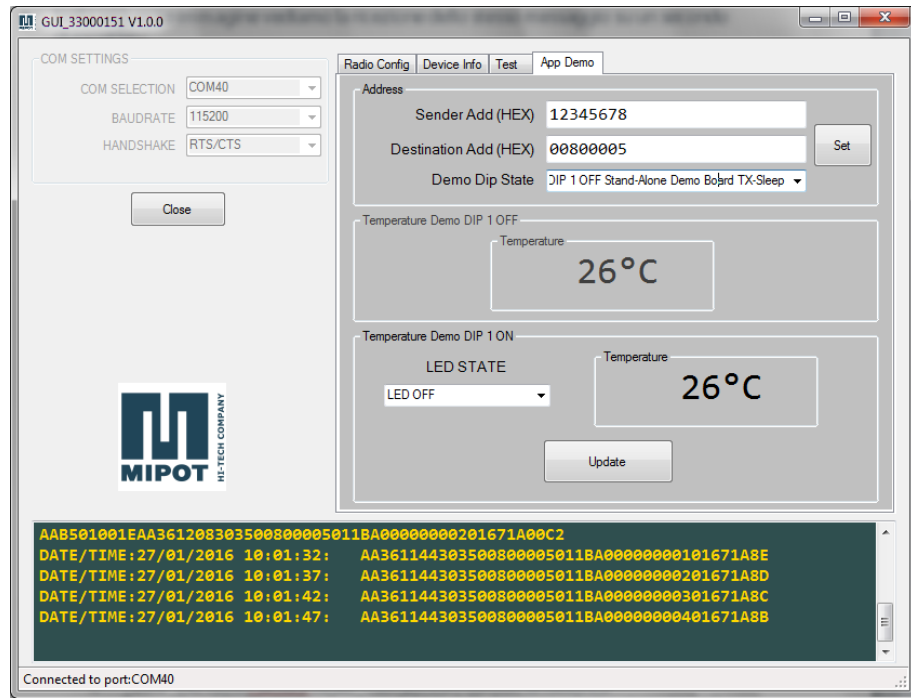 GUI_33000151 V1.0.0
COM SETTINGS
COM SELECTION COM40
BAUDRATE 115200
HANDSHAKE RTS/CTS
Close
Radio Config Device Info Test App Demo
Address
Sender Add (HEX) 12345678
Destination Add (HEX) 00800005
Set
Demo Dip State DIP 1 OFF Stand-Alone Demo Board TX-Sleep
Temperature Demo DIP 1 OFF
Temperature
26°C
Temperature Demo DIP 1 ON
LED STATE
LED OFF
Temperature
26°C
Update
MIPOT
HI-TECH COMPANY
AAB501001EAA361208303500800005011BA00000000201671A00C2
DATE/TIME:27/01/2016 10:01:32: AA361144303500800005011BA00000000101671A8E
DATE/TIME:27/01/2016 10:01:37: AA361144303500800005011BA00000000201671A8D
DATE/TIME:27/01/2016 10:01:42: AA361144303500800005011BA00000000301671A8C
DATE/TIME:27/01/2016 10:01:47: AA361144303500800005011BA00000000401671A8B
Connected to port:COM40